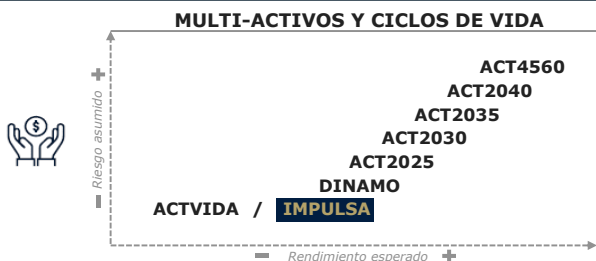 MULTI-ACTIVOS Y CICLOS DE VIDA
ACT4560
ACT2040
ACT2035
ACT2030
ACT2025
DINAMO
ACTVIDA / IMPULSA
Riesgo asumido
Rendimiento esperado
$